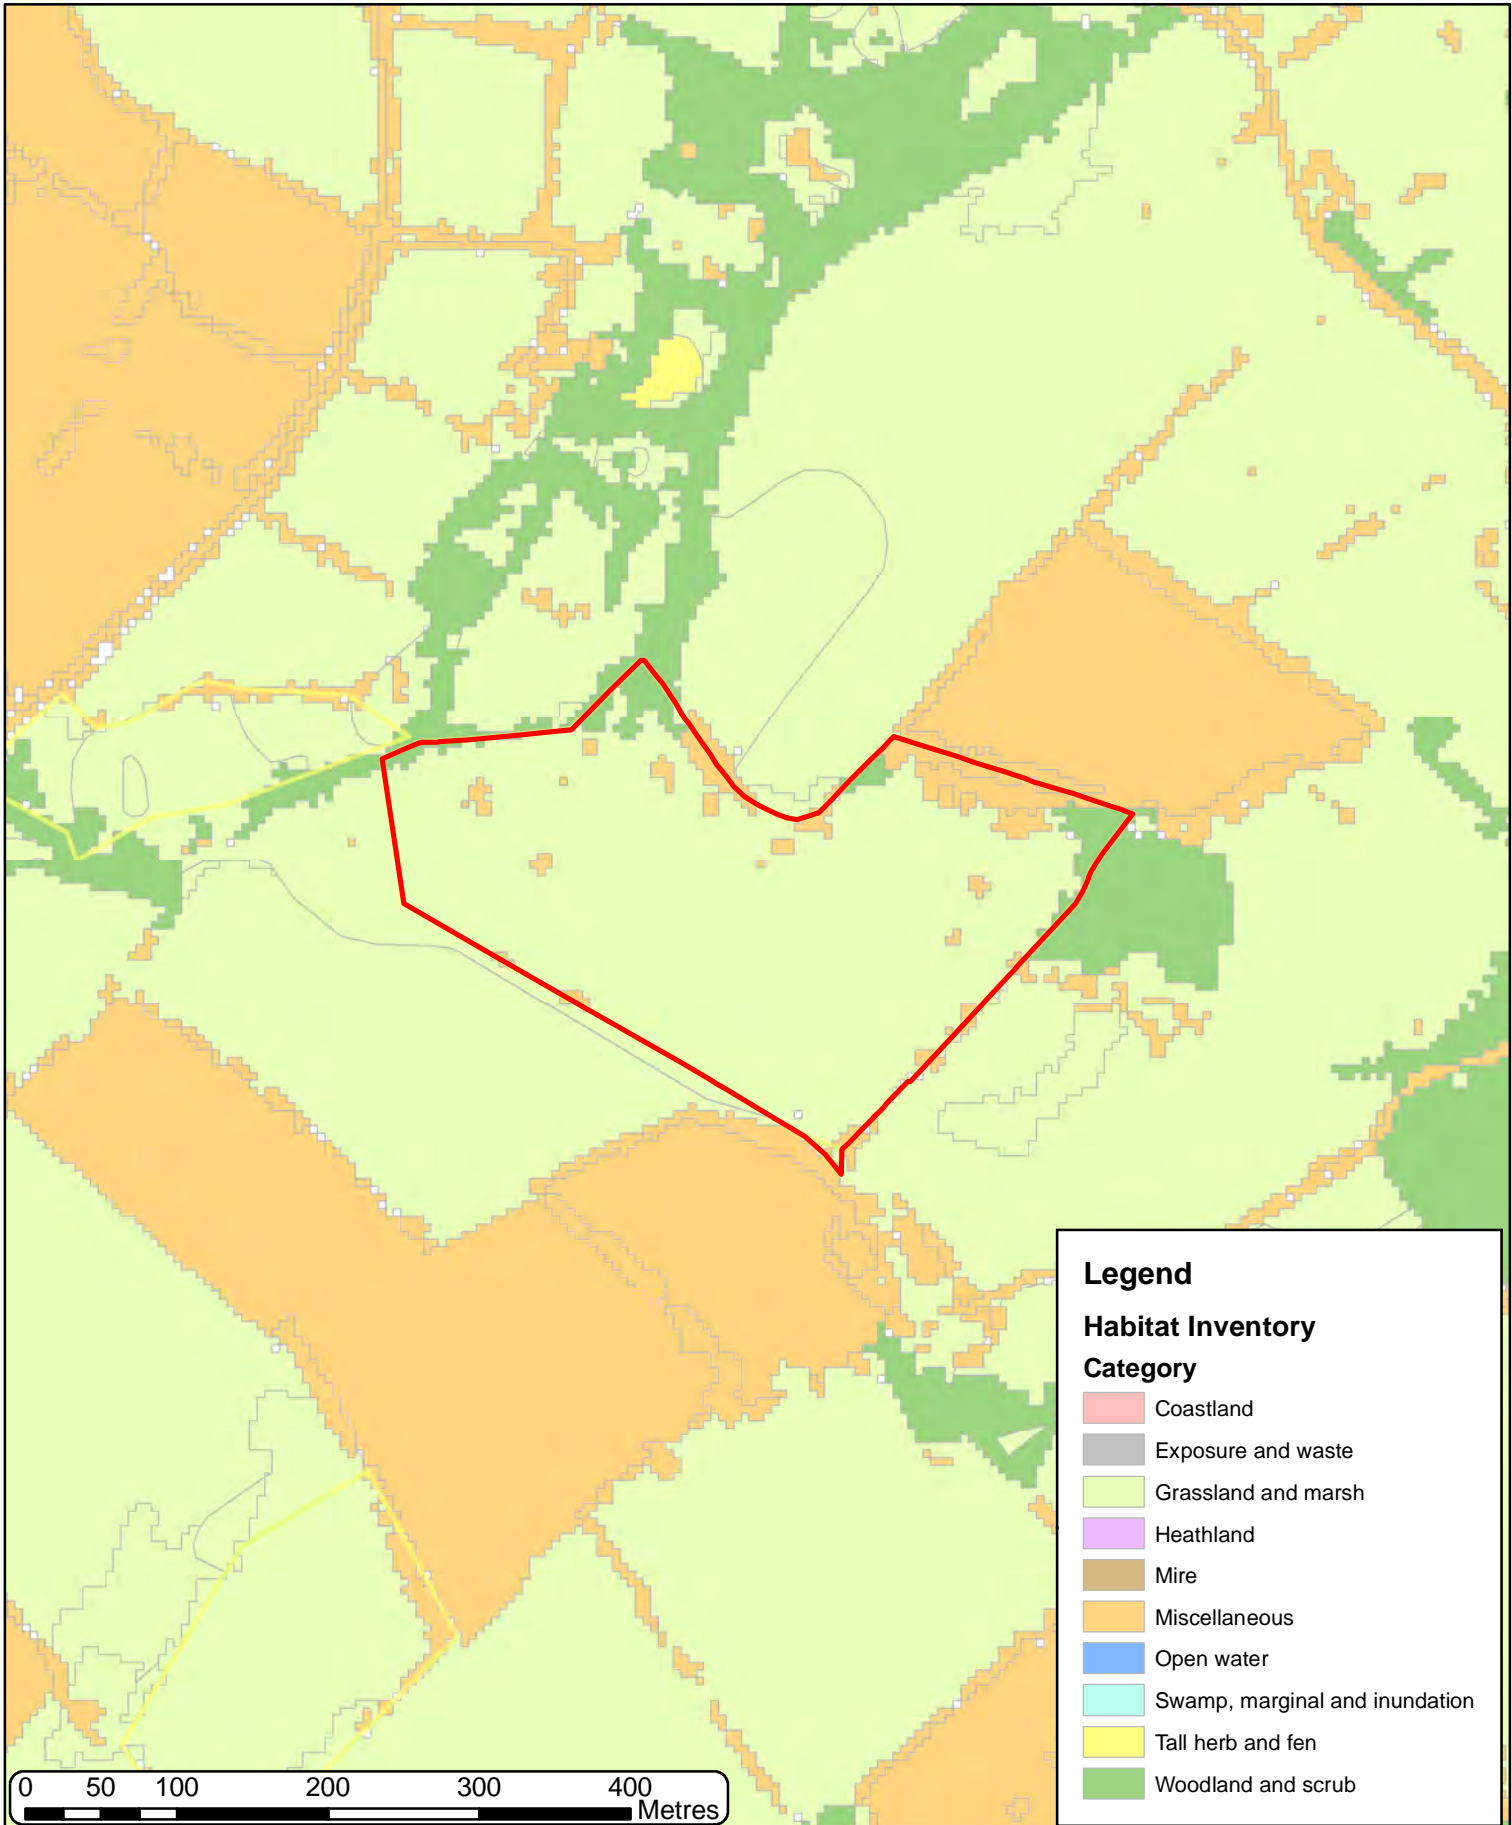 Legend
Habitat Inventory
Category
Coastland
Exposure and waste
Grassland and marsh
Heathland
Mire
Miscellaneous
Open water
Swamp, marginal and inundation
Tall herb and fen
Woodland and scrub
0 50 100 200 300 400
Metres